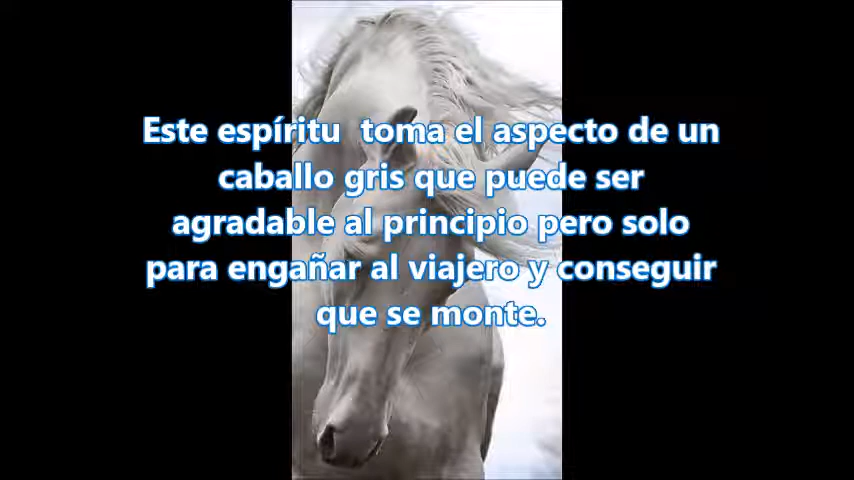 Este espíritu  toma el aspecto de un
caballo gris que puede ser
agradable al principio pero solo
para engañar al viajero y conseguir
que se monte.